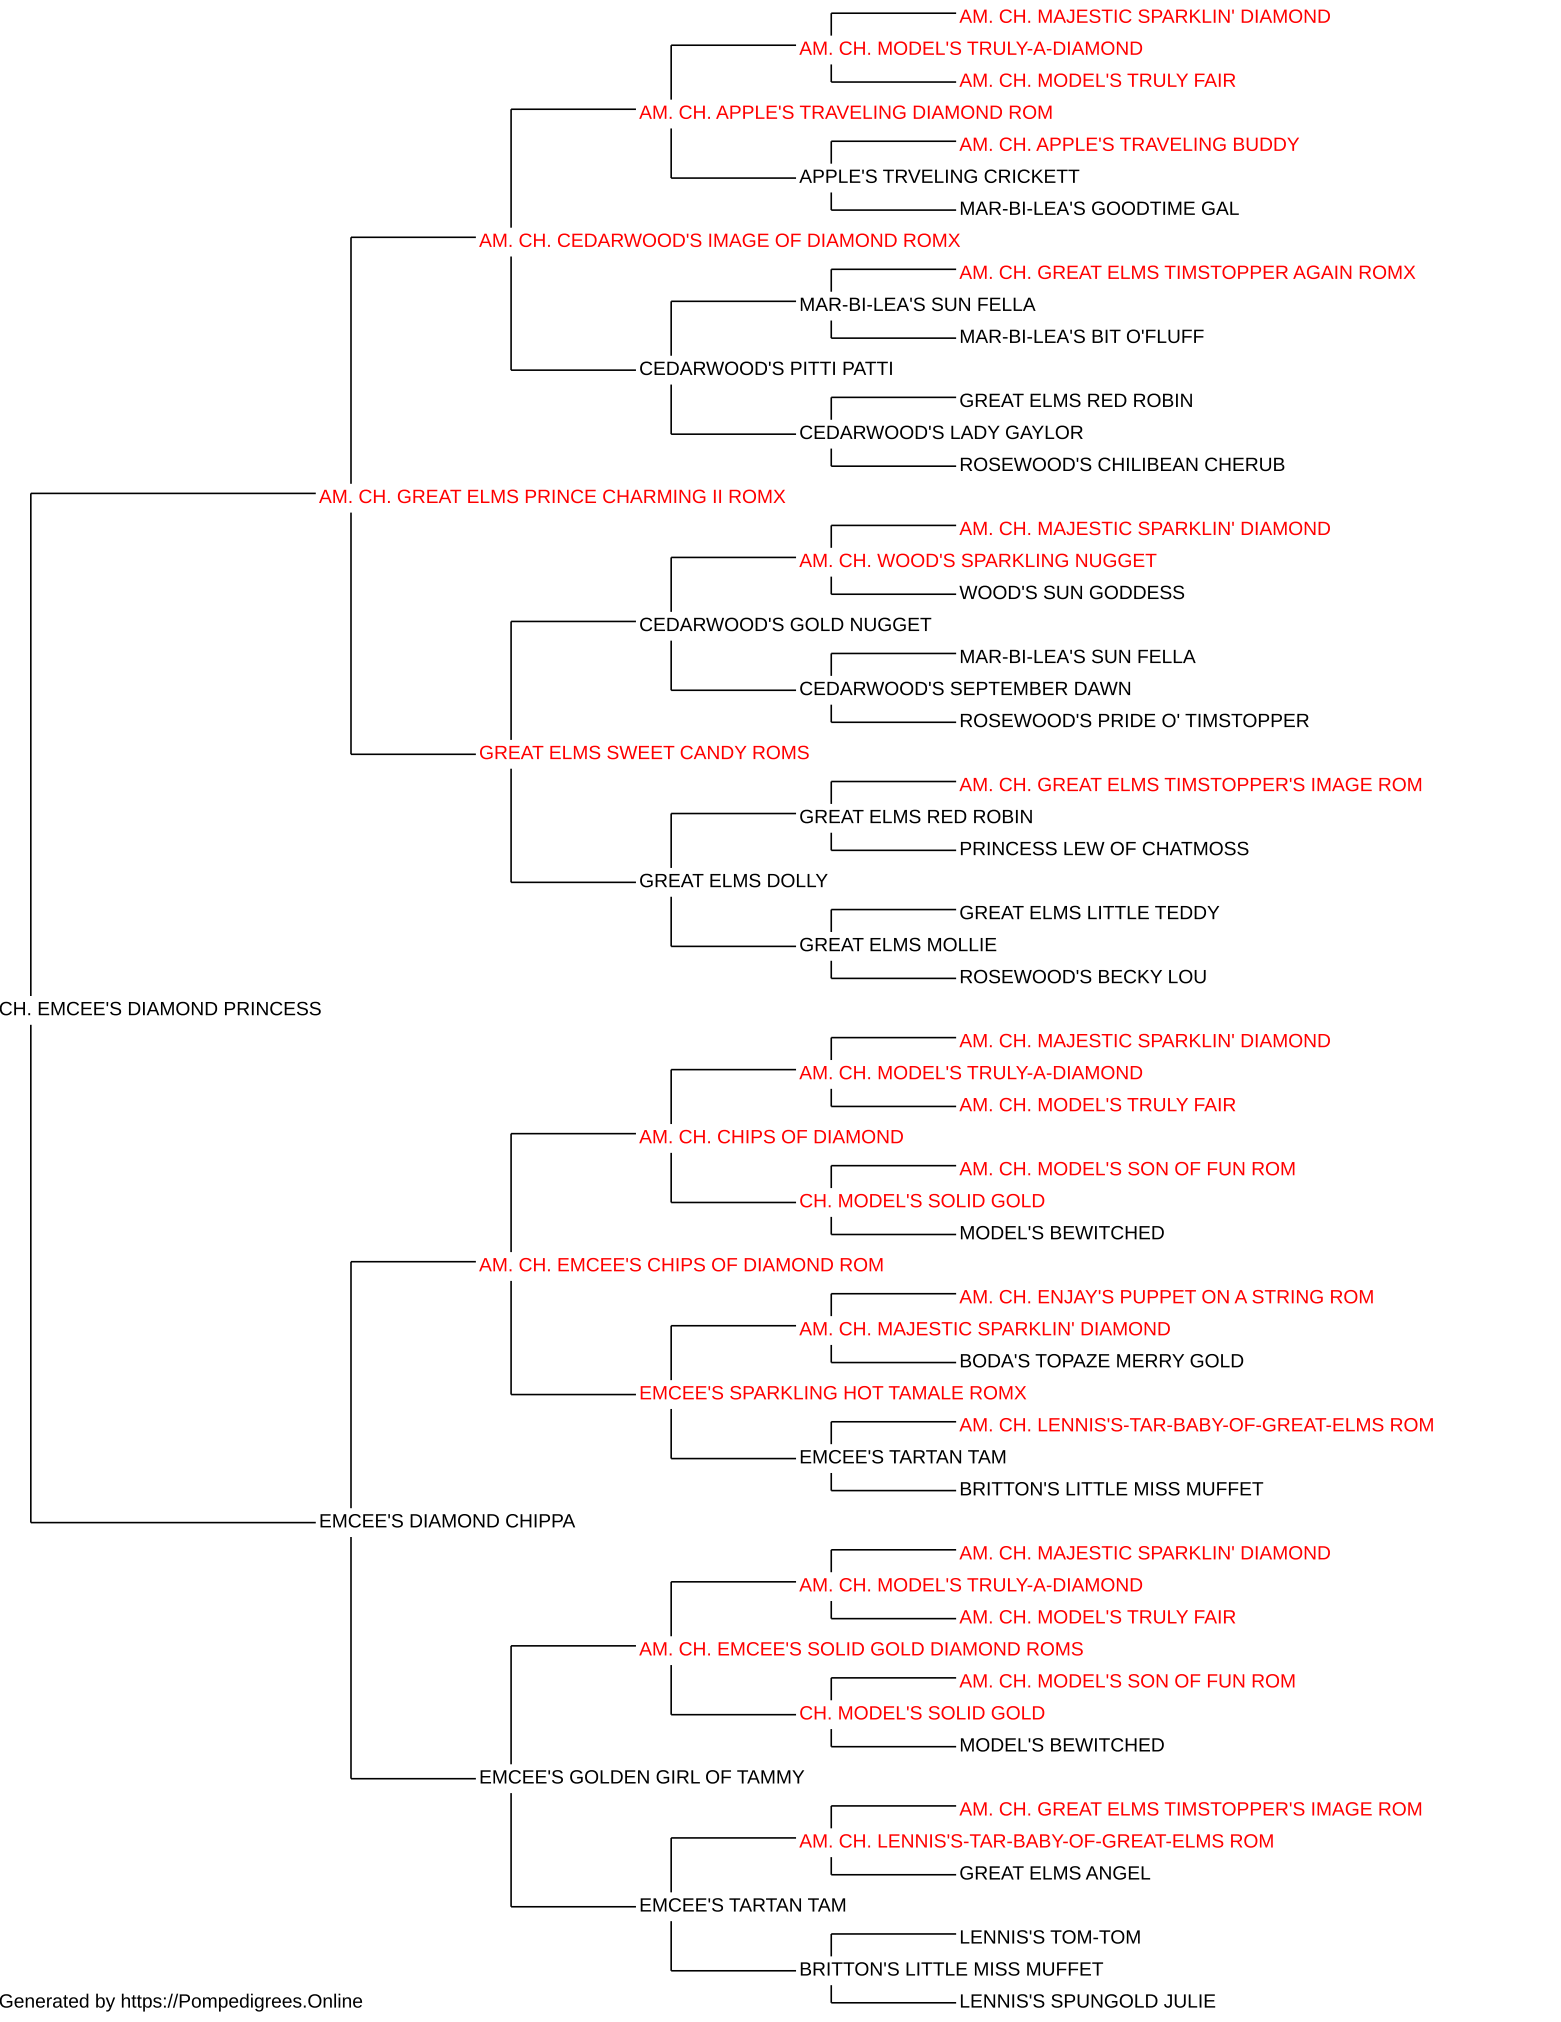 AM. CH. MAJESTIC SPARKLIN' DIAMOND
AM. CH. MODEL'S TRULY-A-DIAMOND
AM. CH. MODEL'S TRULY FAIR
AM. CH. APPLE'S TRAVELING DIAMOND ROM
AM. CH. APPLE'S TRAVELING BUDDY
APPLE'S TRVELING CRICKETT
MAR-BI-LEA'S GOODTIME GAL
AM. CH. CEDARWOOD'S IMAGE OF DIAMOND ROMX
AM. CH. GREAT ELMS TIMSTOPPER AGAIN ROMX
MAR-BI-LEA'S SUN FELLA
MAR-BI-LEA'S BIT O'FLUFF
CEDARWOOD'S PITTI PATTI
GREAT ELMS RED ROBIN
CEDARWOOD'S LADY GAYLOR
ROSEWOOD'S CHILIBEAN CHERUB
AM. CH. GREAT ELMS PRINCE CHARMING II ROMX
AM. CH. MAJESTIC SPARKLIN' DIAMOND
AM. CH. WOOD'S SPARKLING NUGGET
WOOD'S SUN GODDESS
CEDARWOOD'S GOLD NUGGET
MAR-BI-LEA'S SUN FELLA
CEDARWOOD'S SEPTEMBER DAWN
ROSEWOOD'S PRIDE O' TIMSTOPPER
GREAT ELMS SWEET CANDY ROMS
AM. CH. GREAT ELMS TIMSTOPPER'S IMAGE ROM
GREAT ELMS RED ROBIN
PRINCESS LEW OF CHATMOSS
GREAT ELMS DOLLY
GREAT ELMS LITTLE TEDDY
GREAT ELMS MOLLIE
ROSEWOOD'S BECKY LOU
CH. EMCEE'S DIAMOND PRINCESS
AM. CH. MAJESTIC SPARKLIN' DIAMOND
AM. CH. MODEL'S TRULY-A-DIAMOND
AM. CH. MODEL'S TRULY FAIR
AM. CH. CHIPS OF DIAMOND
AM. CH. MODEL'S SON OF FUN ROM
CH. MODEL'S SOLID GOLD
MODEL'S BEWITCHED
AM. CH. EMCEE'S CHIPS OF DIAMOND ROM
AM. CH. ENJAY'S PUPPET ON A STRING ROM
AM. CH. MAJESTIC SPARKLIN' DIAMOND
BODA'S TOPAZE MERRY GOLD
EMCEE'S SPARKLING HOT TAMALE ROMX
AM. CH. LENNIS'S-TAR-BABY-OF-GREAT-ELMS ROM
EMCEE'S TARTAN TAM
BRITTON'S LITTLE MISS MUFFET
EMCEE'S DIAMOND CHIPPA
AM. CH. MAJESTIC SPARKLIN' DIAMOND
AM. CH. MODEL'S TRULY-A-DIAMOND
AM. CH. MODEL'S TRULY FAIR
AM. CH. EMCEE'S SOLID GOLD DIAMOND ROMS
AM. CH. MODEL'S SON OF FUN ROM
CH. MODEL'S SOLID GOLD
MODEL'S BEWITCHED
EMCEE'S GOLDEN GIRL OF TAMMY
AM. CH. GREAT ELMS TIMSTOPPER'S IMAGE ROM
AM. CH. LENNIS'S-TAR-BABY-OF-GREAT-ELMS ROM
GREAT ELMS ANGEL
EMCEE'S TARTAN TAM
LENNIS'S TOM-TOM
BRITTON'S LITTLE MISS MUFFET
LENNIS'S SPUNGOLD JULIE
Generated by https://Pompedigrees.Online